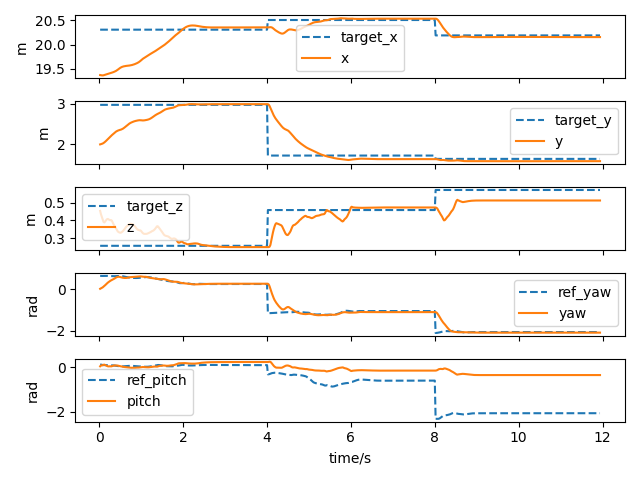 20.5
20.0
19.5
m
target_x
x
3
2
m
target_y
y
0.5
0.4
0.3
m
target_z
z
0
−2
rad
ref_yaw
yaw
0
−2
rad
ref_pitch
pitch
0 2 4 6 8 10 12
time/s